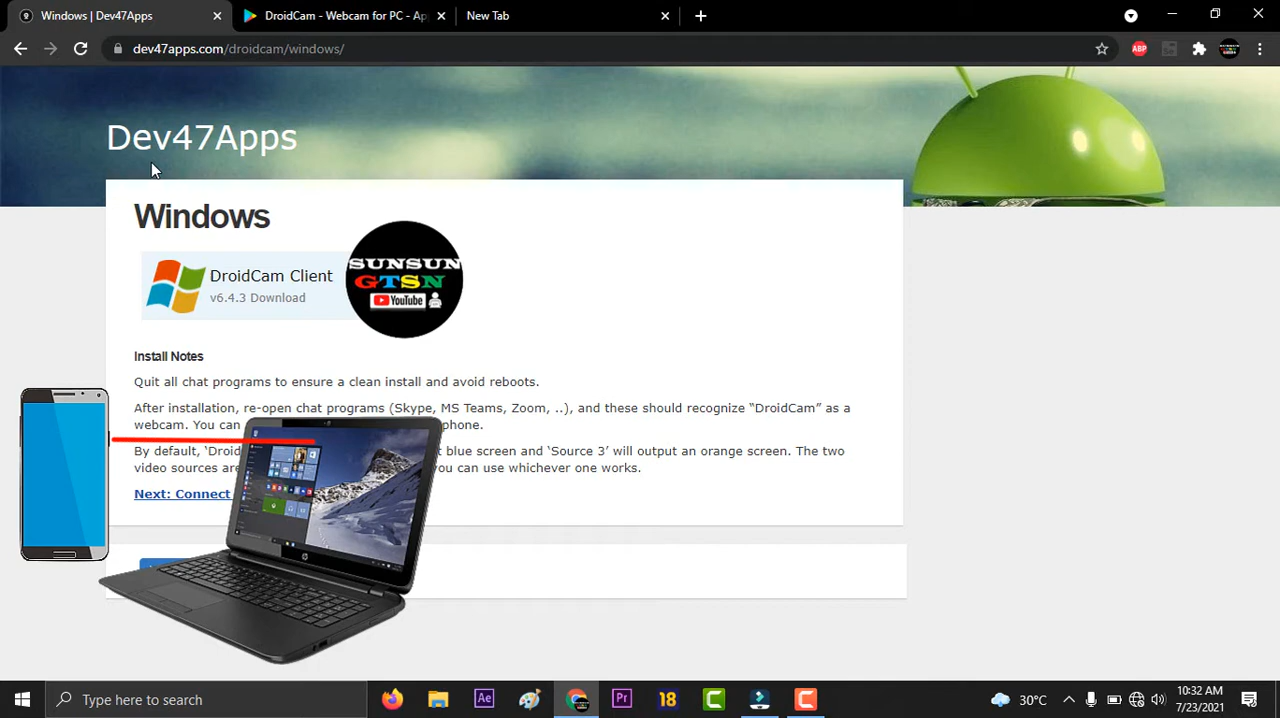 Windows | Dev47Apps
DroidCam - Webcam for PC - Ap
New Tab
dev47apps.com/droidcam/windows/
ABP
Dev47Apps
Windows
DroidCam Client
v6.4.3 Download
SUNSUN
GTSN
YouTube
Install Notes
Quit all chat programs to ensure a clean install and avoid reboots.
After installation, re-open chat programs (Skype, MS Teams, Zoom, ..), and these should recognize “DroidCam” as a
webcam. You can phone.
By default, ‘Droid blue screen and ‘Source 3’ will output an orange screen. The two
video sources are you can use whichever one works.
Next: Connect
hp
Type here to search
Ae
Pr
18
C
C
30°C
10:32 AM
7/23/2021